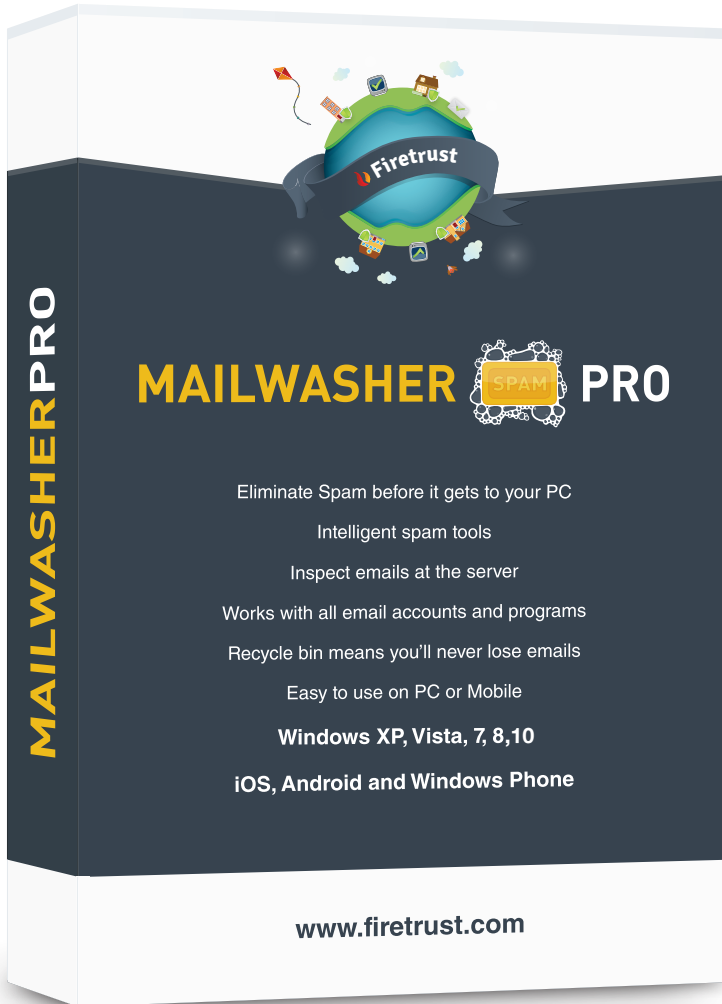 Firetrust
MAILWASHERPRO
MAILWASHER SPAM PRO
Eliminate Spam before it gets to your PC
Intelligent spam tools
Inspect emails at the server
Works with all email accounts and programs
Recycle bin means you'll never lose emails
Easy to use on PC or Mobile
Windows XP, Vista, 7, 8,10
iOS, Android and Windows Phone
www.firetrust.com